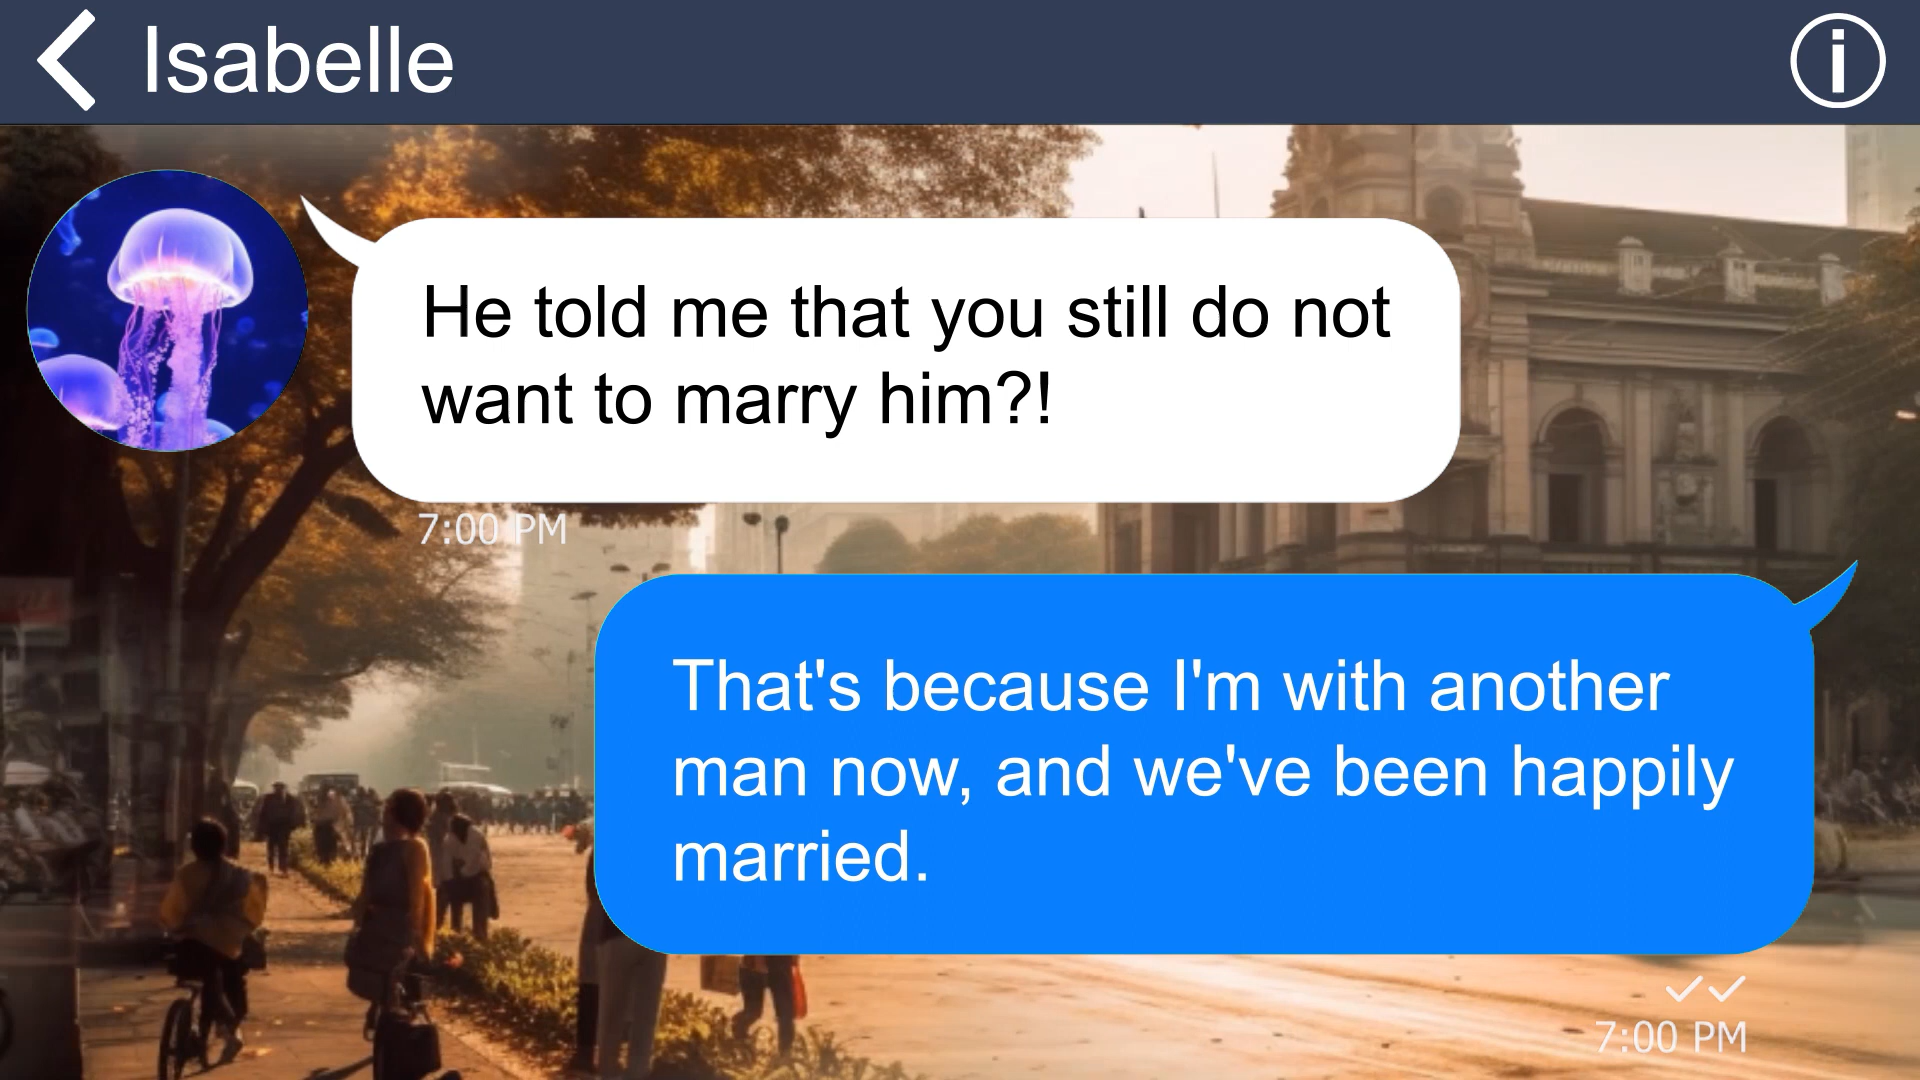 Isabelle
He told me that you still do not
want to marry him?!
7:00 PM
That's because I'm with another
man now, and we've been happily
married.
7:00 PM